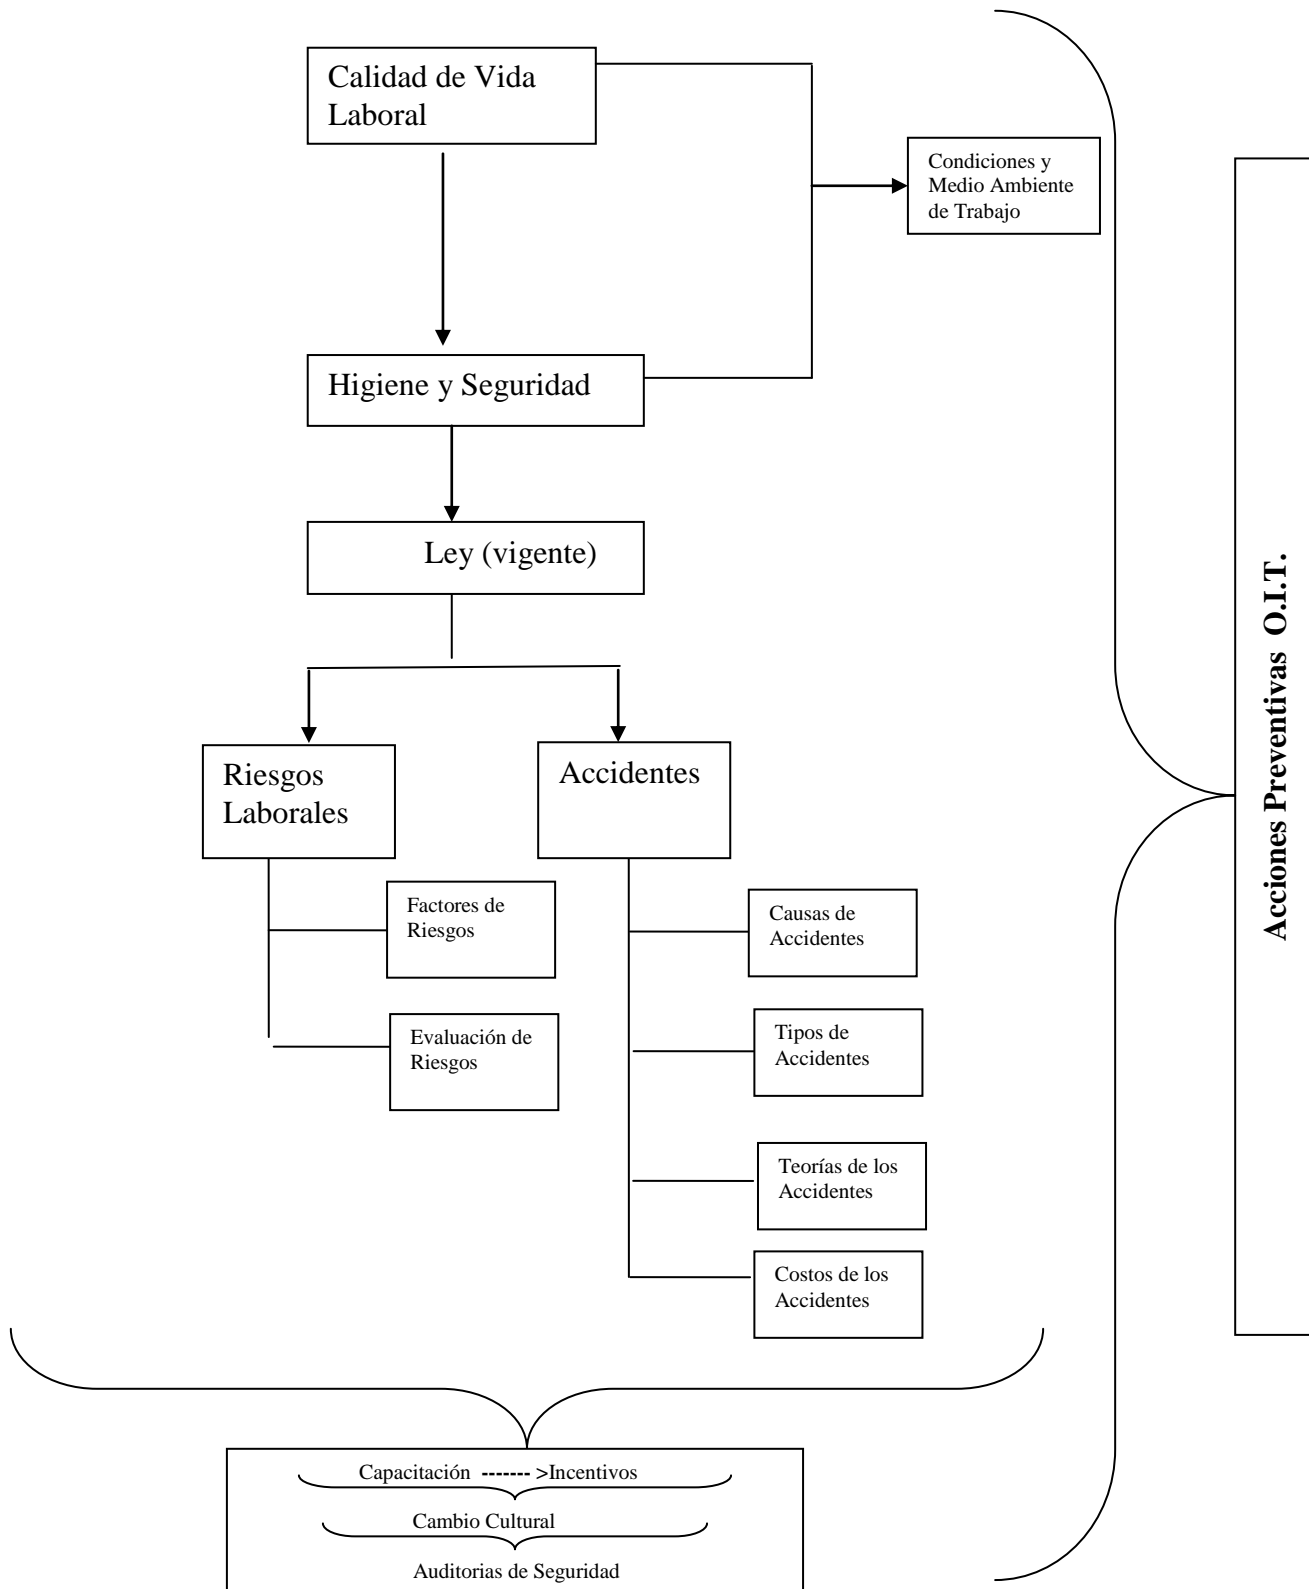 Calidad de Vida
Laboral
Condiciones y
Medio Ambiente
de Trabajo
Higiene y Seguridad
Ley (vigente)
Riesgos
Laborales
Accidentes
Factores de
Riesgos
Evaluación de
Riesgos
Causas de
Accidentes
Tipos de
Accidentes
Teorías de los
Accidentes
Costos de los
Accidentes
Capacitación ------- >Incentivos
Cambio Cultural
Auditorias de Seguridad
Acciones Preventivas O.I.T.